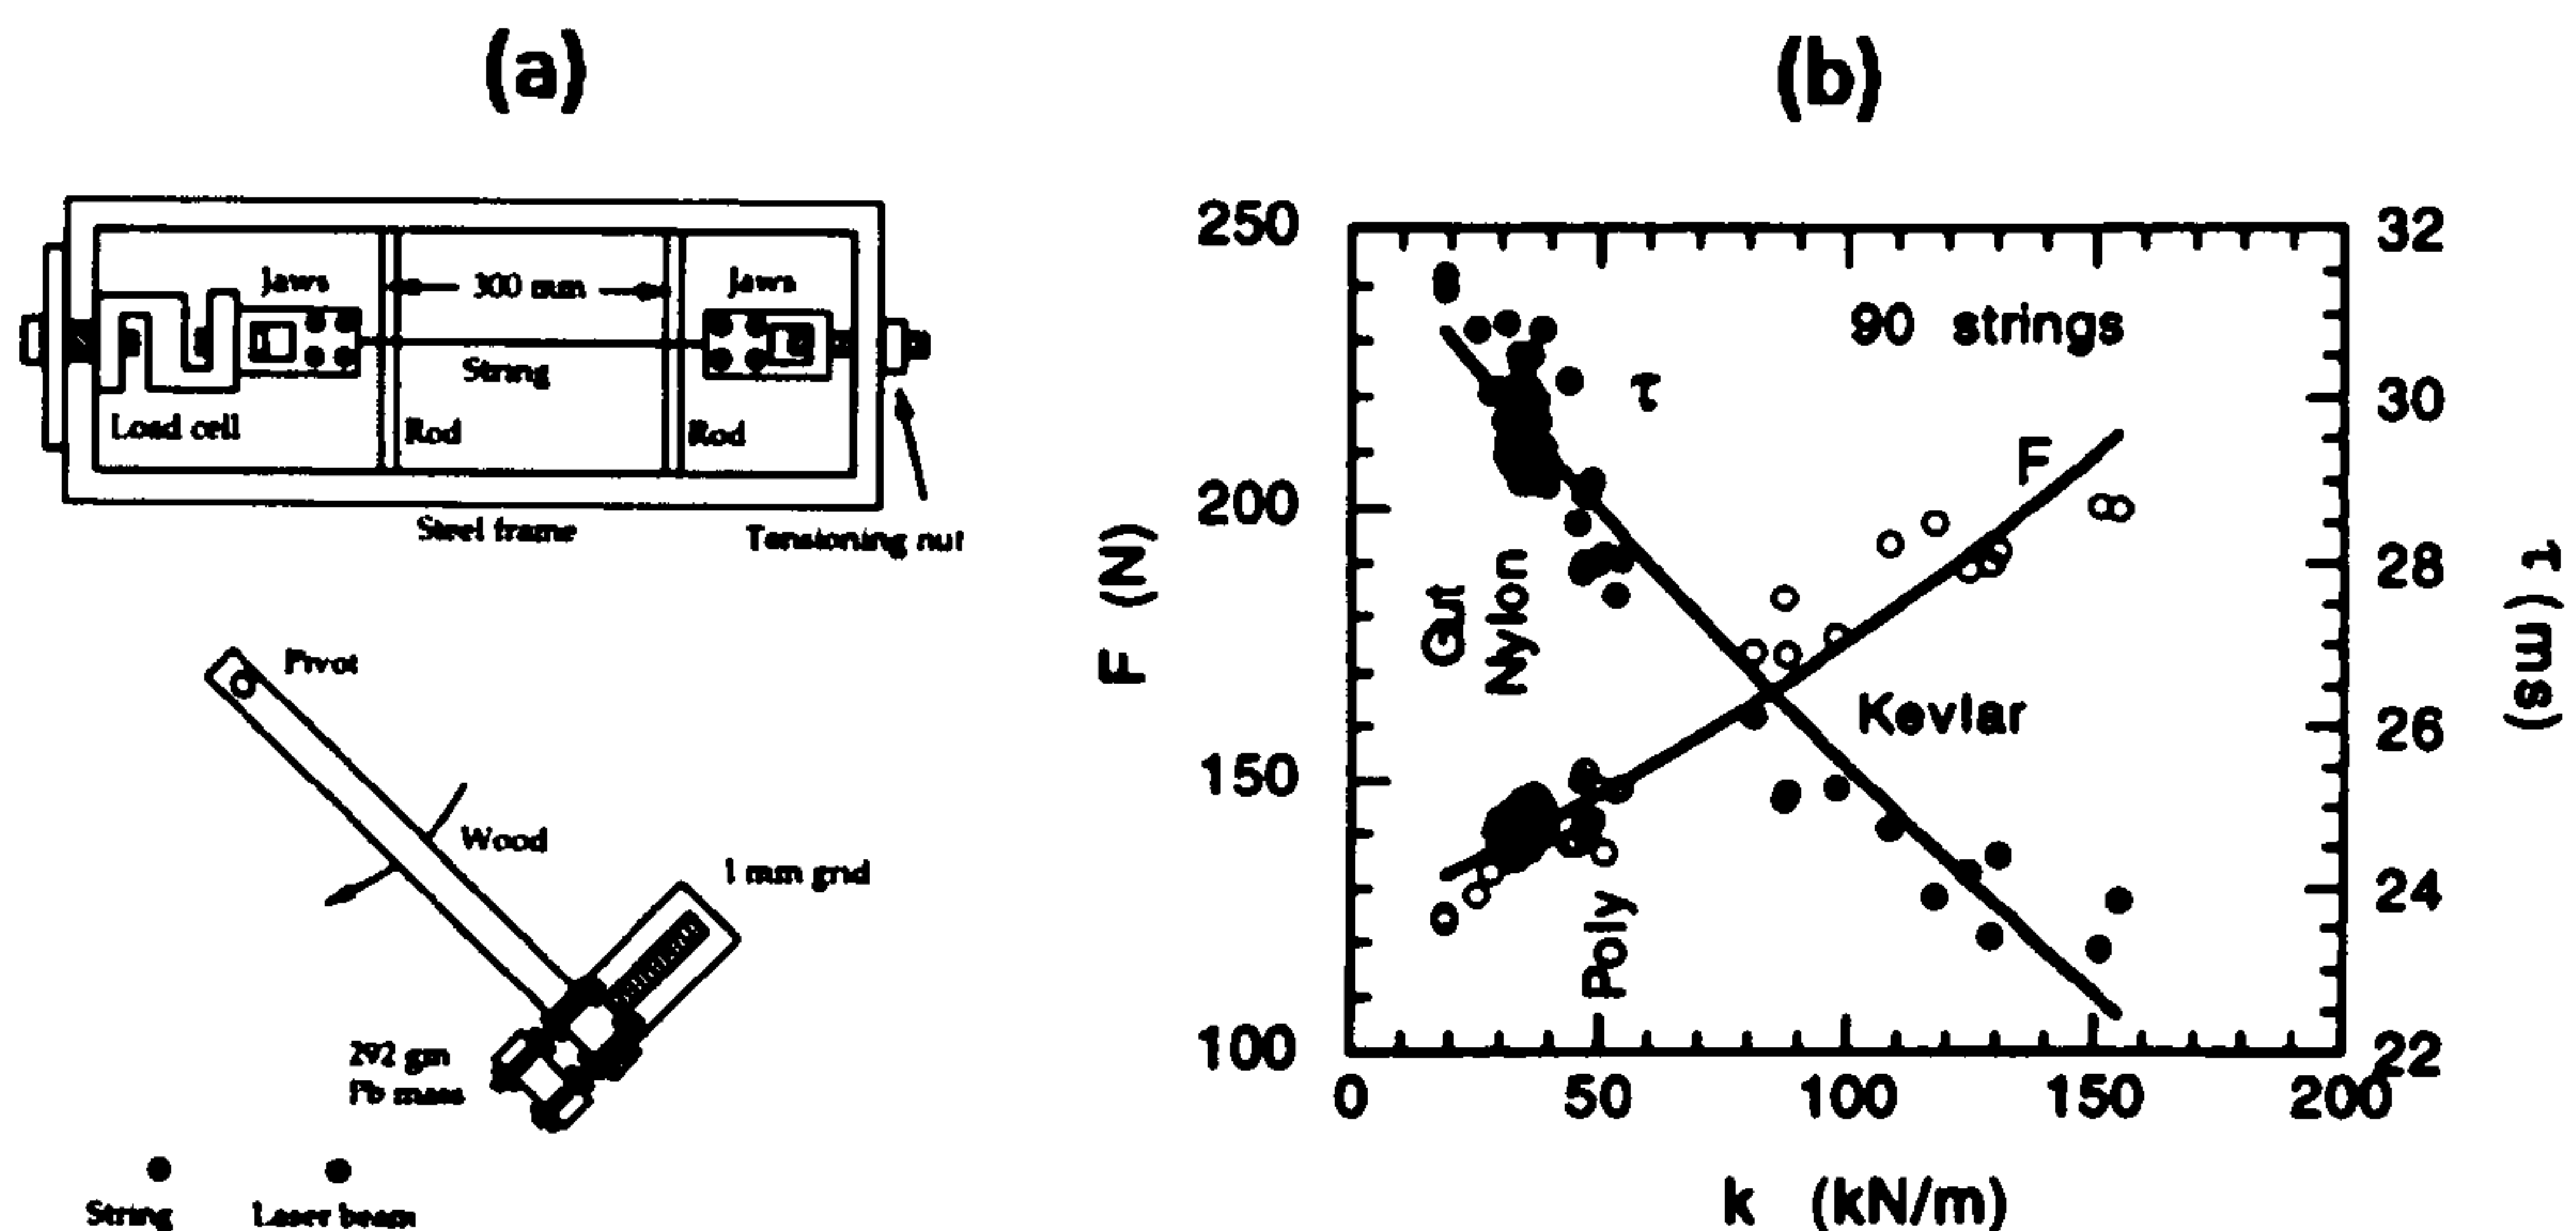 (a)
Jaws
300 mm
Jaws
String
Load cell
Rod
Rod
Steel frame
Tensioning nut
Pivot
Wood
1 mm grid
292 gm
Pb mass
String
Laser beam
(b)
250
200
150
100
F (N)
32
30
28
26
24
22
τ (ms)
90 strings
τ
F
Gut
Nylon
Kevlar
Poly
0
50
100
150
200
k (kN/m)